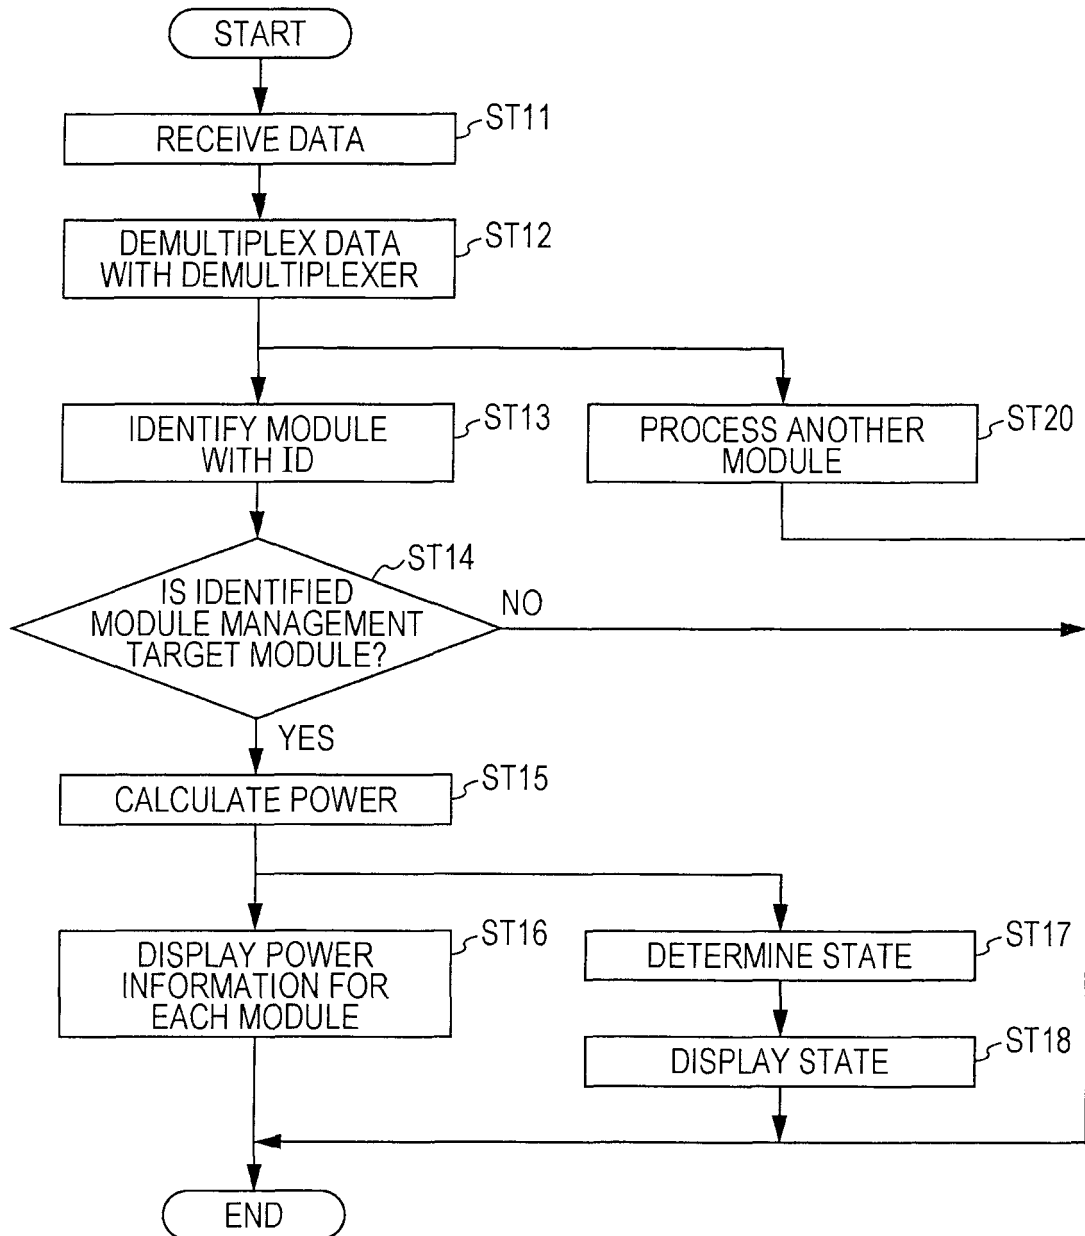 START
RECEIVE DATA
ST11
DEMULTIPLEX DATA
WITH DEMULTIPLEXER
ST12
IDENTIFY MODULE
WITH ID
ST13
PROCESS ANOTHER
MODULE
ST20
IS IDENTIFIED
MODULE MANAGEMENT
TARGET MODULE?
ST14
NO
YES
CALCULATE POWER
ST15
DISPLAY POWER
INFORMATION FOR
EACH MODULE
ST16
DETERMINE STATE
ST17
DISPLAY STATE
ST18
END